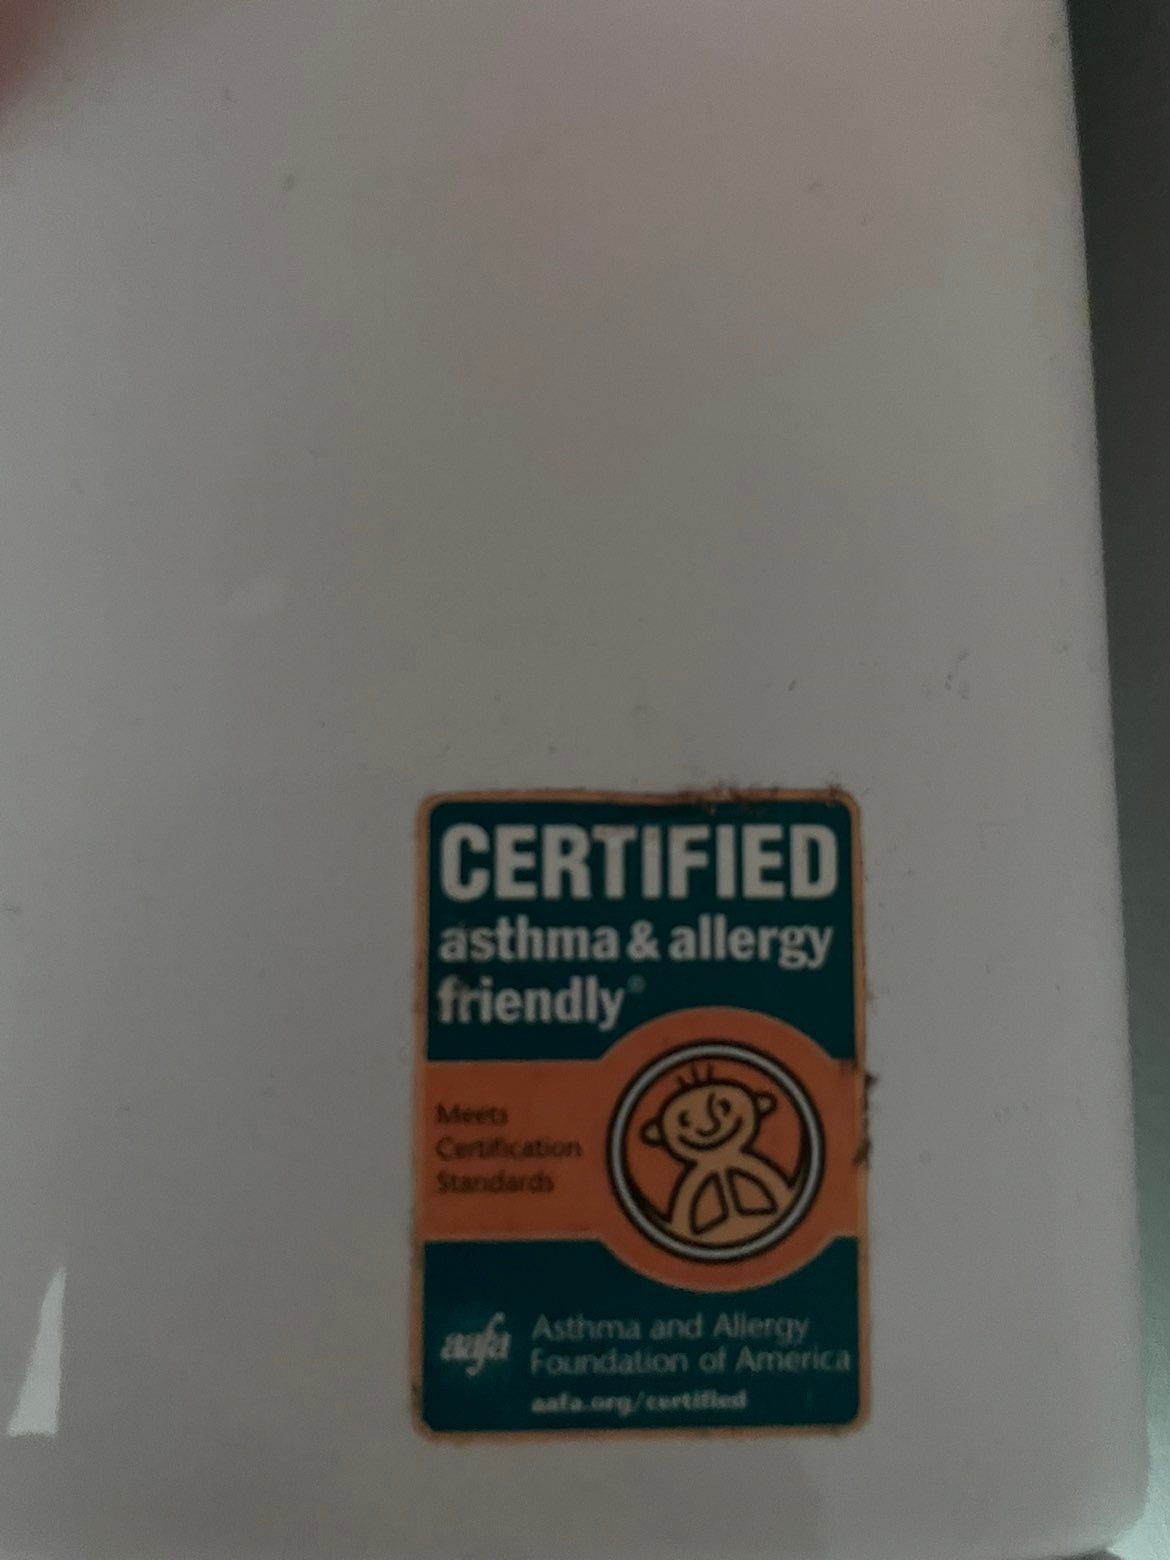 CERTIFIED
asthma & allergy
friendly®
Meets
Certification
Standards
aafa
Asthma and Allergy
Foundation of America
aafa.org/certified